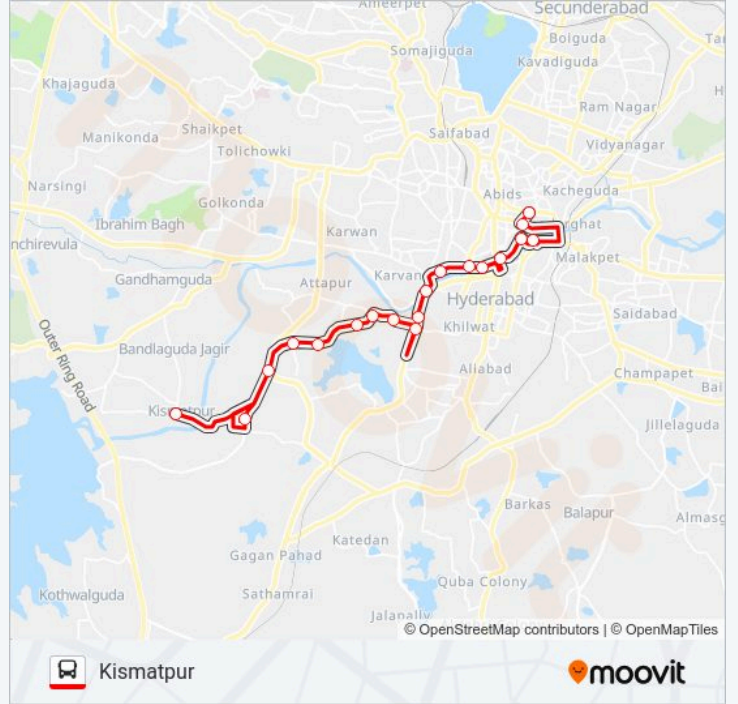 Ameerpet
Secunderabad
Boiguda
Somajiguda
Kavadiguda
Khajaguda
Ram Nagar
Shaikpet
Saifabad
Manikonda
Vidyanagar
Tolichowki
Narsingi
Abids
Kacheguda
Golkonda
Ibrahim Bagh
Karwan
nchirevula
Malakpet
Gandhamguda
Attapur
Karvan
Hyderabad
Saidabad
Khilwat
Bandlaguda Jagir
Outer Ring Road
Aliabad
Champapet
Bai
Kismatpur
Jillelaguda
Barkas
Balapur
Almasg
Katedan
Gagan Pahad
Quba Colony
Kothwalguda
Sathamrai
Jalapally
© OpenStreetMap contributors | © OpenMapTiles
Kismatpur
moovit